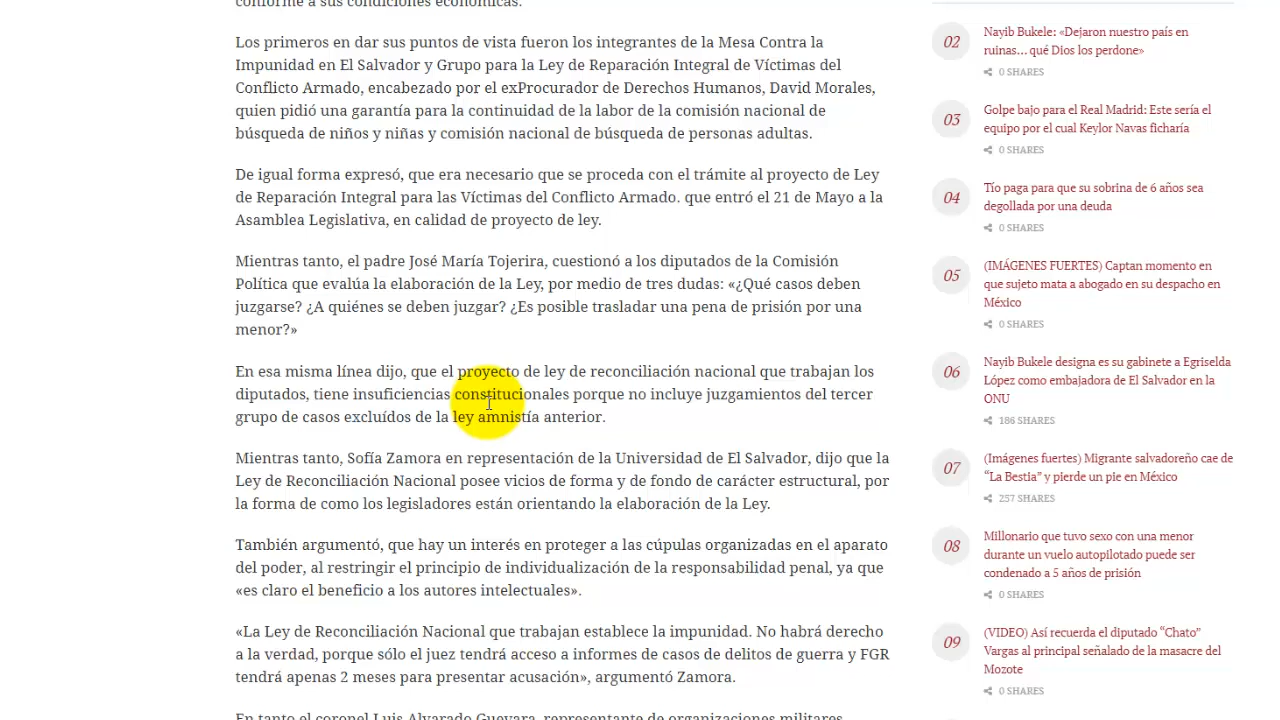 conforme a sus condiciones económicas.
Los primeros en dar sus puntos de vista fueron los integrantes de la Mesa Contra la
Impunidad en El Salvador y Grupo para la Ley de Reparación Integral de Víctimas del
Conflicto Armado, encabezado por el exProcurador de Derechos Humanos, David Morales,
quien pidió una garantía para la continuidad de la labor de la comisión nacional de
búsqueda de niños y niñas y comisión nacional de búsqueda de personas adultas.
De igual forma expresó, que era necesario que se proceda con el trámite al proyecto de Ley
de Reparación Integral para las Víctimas del Conflicto Armado. que entró el 21 de Mayo a la
Asamblea Legislativa, en calidad de proyecto de ley.
Mientras tanto, el padre José María Tojerira, cuestionó a los diputados de la Comisión
Política que evalúa la elaboración de la Ley, por medio de tres dudas: «¿Qué casos deben
juzgarse? ¿A quiénes se deben juzgar? ¿Es posible trasladar una pena de prisión por una
menor?»
En esa misma línea dijo, que el proyecto de ley de reconciliación nacional que trabajan los
diputados, tiene insuficiencias constitucionales porque no incluye juzgamientos del tercer
grupo de casos excluídos de la ley amnistía anterior.
Mientras tanto, Sofía Zamora en representación de la Universidad de El Salvador, dijo que la
Ley de Reconciliación Nacional posee vicios de forma y de fondo de carácter estructural, por
la forma de como los legisladores están orientando la elaboración de la Ley.
También argumentó, que hay un interés en proteger a las cúpulas organizadas en el aparato
del poder, al restringir el principio de individualización de la responsabilidad penal, ya que
«es claro el beneficio a los autores intelectuales».
«La Ley de Reconciliación Nacional que trabajan establece la impunidad. No habrá derecho
a la verdad, porque sólo el juez tendrá acceso a informes de casos de delitos de guerra y FGR
tendrá apenas 2 meses para presentar acusación», argumentó Zamora.
En tanto el coronel Luis Alvarado Guevara, representante de organizaciones militares
02
Nayib Bukele: «Dejaron nuestro país en
ruinas… qué Dios los perdone»
0 SHARES
03
Golpe bajo para el Real Madrid: Este sería el
equipo por el cual Keylor Navas ficharía
0 SHARES
04
Tío paga para que su sobrina de 6 años sea
degollada por una deuda
0 SHARES
05
(IMÁGENES FUERTES) Captan momento en
que sujeto mata a abogado en su despacho en
México
0 SHARES
06
Nayib Bukele designa es su gabinete a Egriselda
López como embajadora de El Salvador en la
ONU
186 SHARES
07
(Imágenes fuertes) Migrante salvadoreño cae de
“La Bestia” y pierde un pie en México
257 SHARES
08
Millonario que tuvo sexo con una menor
durante un vuelo autopilotado puede ser
condenado a 5 años de prisión
0 SHARES
09
(VIDEO) Así recuerda el diputado “Chato”
Vargas al principal señalado de la masacre del
Mozote
0 SHARES